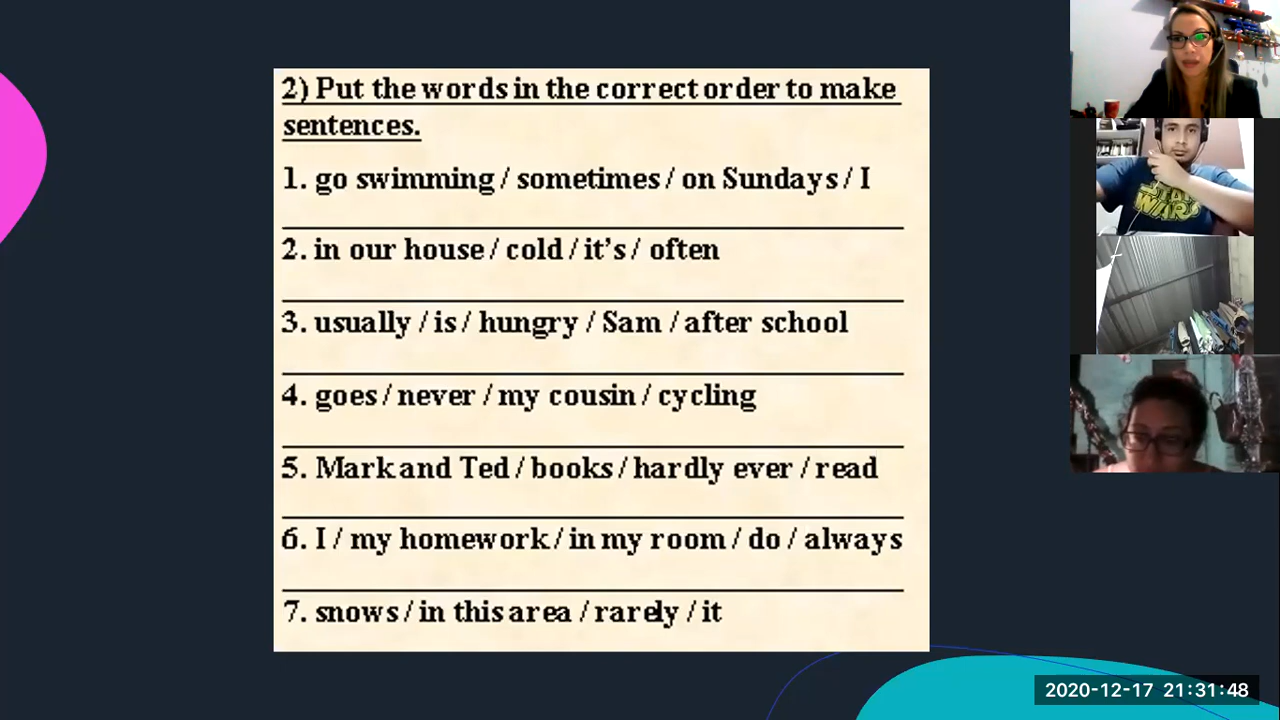 2) Put the words in the correct order to make
sentences.
1. go swimming / sometimes / on Sundays / I
2. in our house / cold / it’s / often
3. usually / is / hungry / Sam / after school
4. goes / never / my cousin / cycling
5. Mark and Ted / books / hardly ever / read
6. I / my homework / in my room / do / always
7. snows / in this area / rarely / it
STAR
WARS
2020-12-17 21:31:48